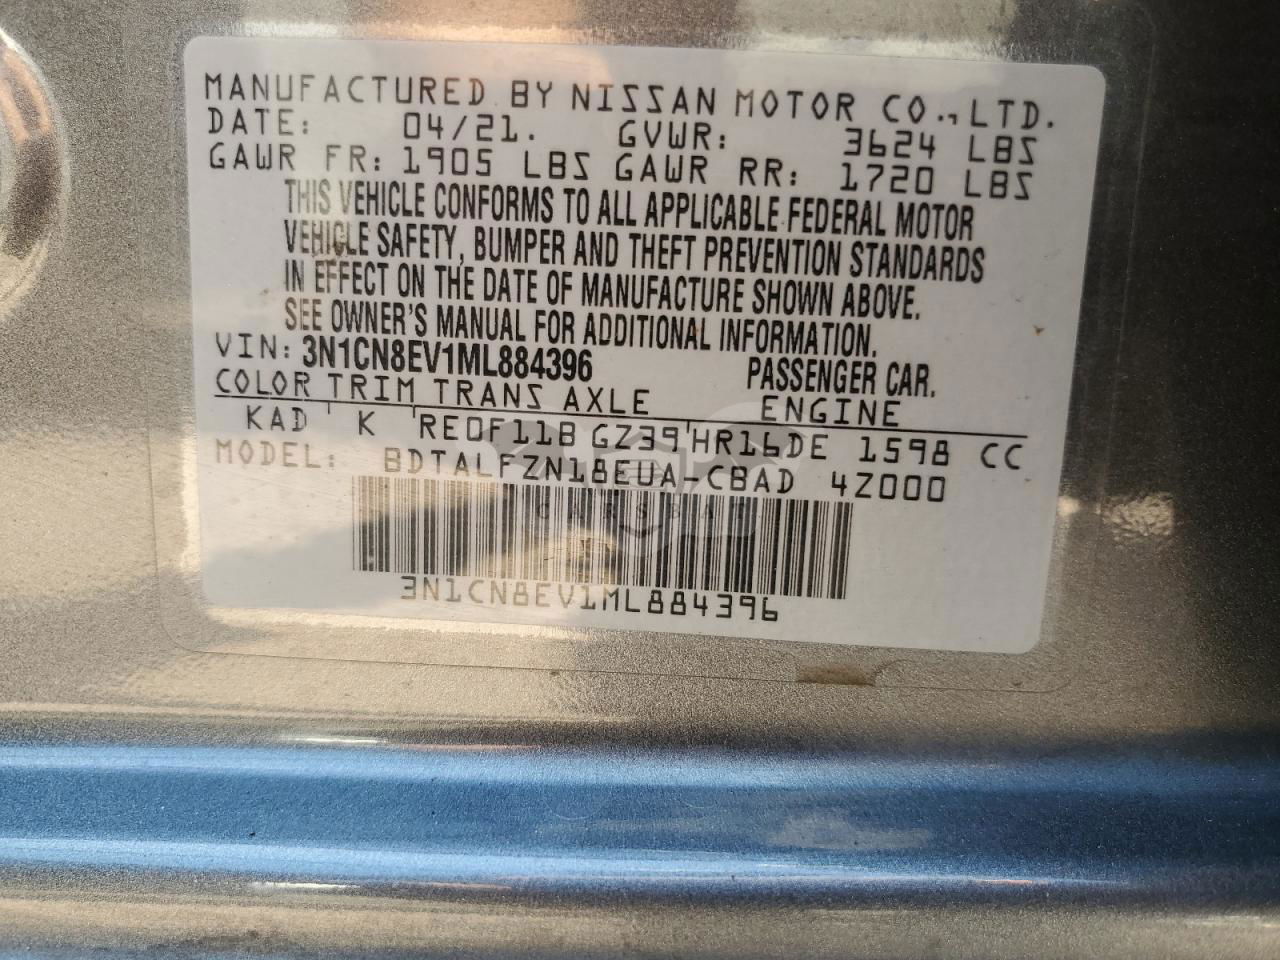 MANUFACTURED BY NISSAN MOTOR CO., LTD.
DATE: 04/21. GVWR: 3624 LBS
GAWR FR: 1905 LBS GAWR RR: 1720 LBS
THIS VEHICLE CONFORMS TO ALL APPLICABLE FEDERAL MOTOR
VEHICLE SAFETY, BUMPER AND THEFT PREVENTION STANDARDS
IN EFFECT ON THE DATE OF MANUFACTURE SHOWN ABOVE.
SEE OWNER'S MANUAL FOR ADDITIONAL INFORMATION.
VIN: 3N1CN8EV1ML884396 PASSENGER CAR.
COLOR TRIM TRANS AXLE ENGINE
KAD K RE0F11B GZ39 HR16DE 1598 CC
MODEL: BDTALFZN18EUA-CBAD 4Z000
CARSBAT
3N1CN8EV1ML884396